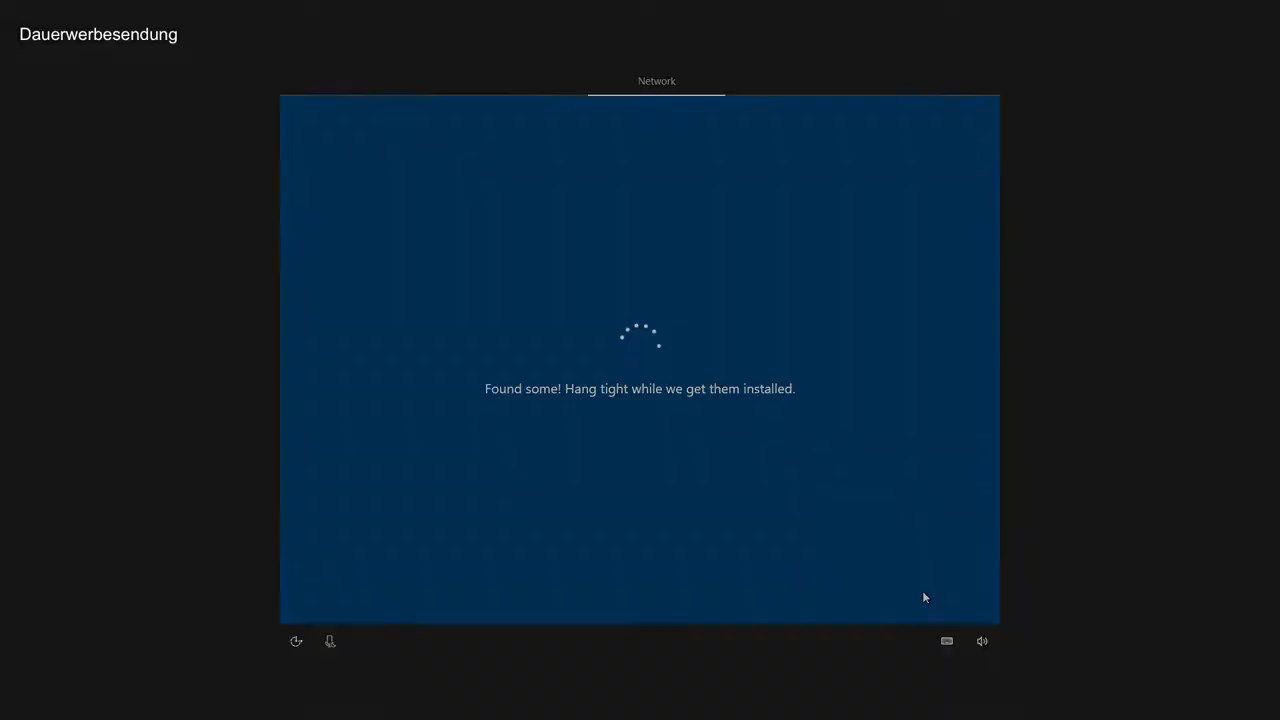 Dauerwerbesendung
Network
Found some! Hang tight while we get them installed.